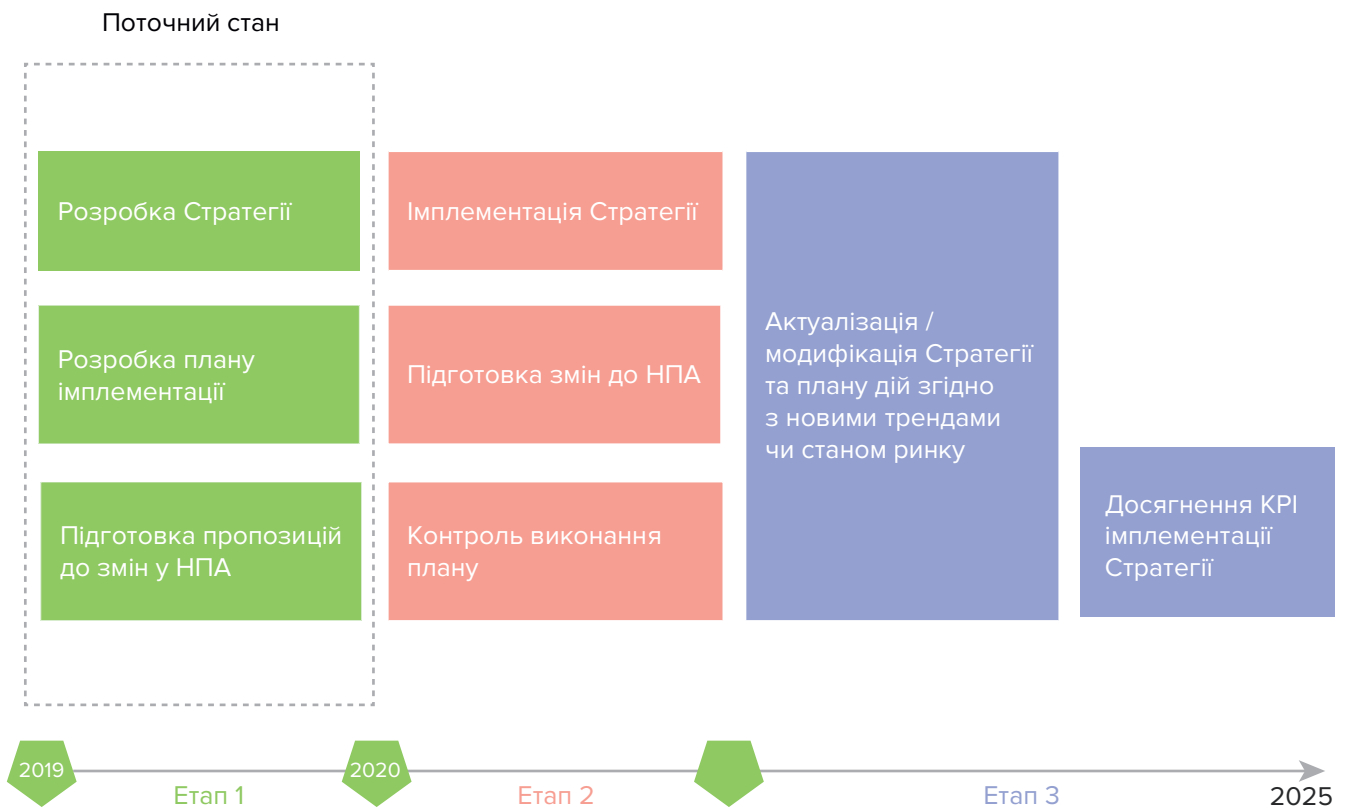 Поточний стан
Розробка Стратегії
Імплементація Стратегії
Розробка плану
імплементації
Підготовка змін до НПА
Актуалізація /
модифікація Стратегії
та плану дій згідно
з новими трендами
чи станом ринку
Підготовка пропозицій
до змін у НПА
Контроль виконання
плану
Досягнення KPI
імплементації
Стратегії
2019
2020
Етап 1
Етап 2
Етап 3
2025